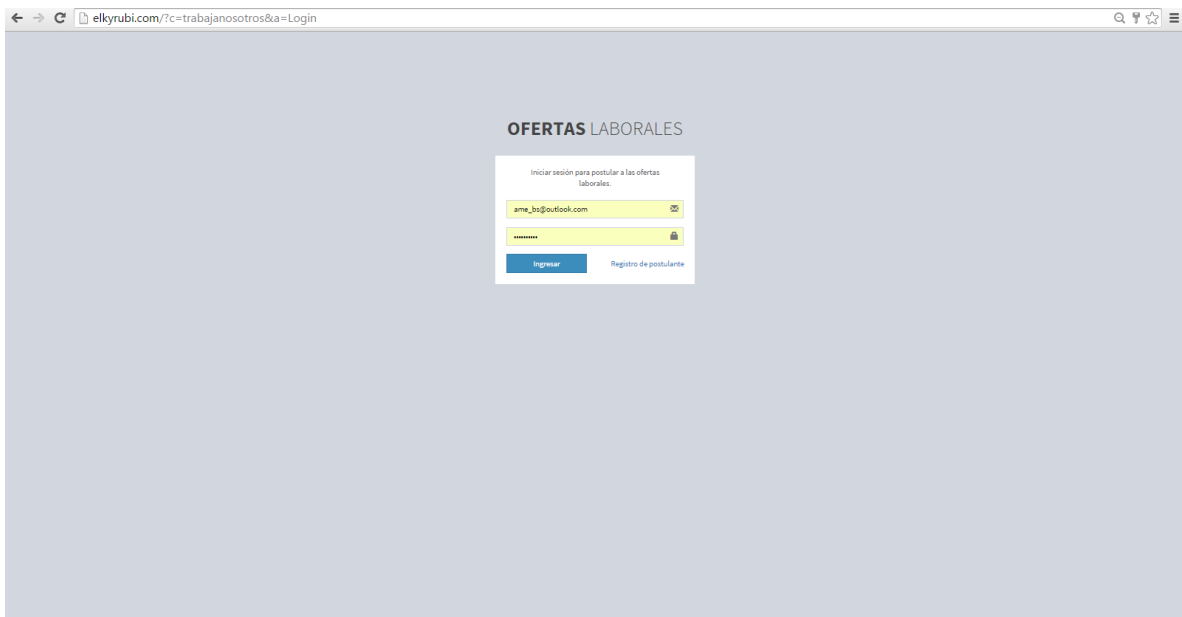 elkyrubi.com/?c=trabajanosotros&a=Login
OFERTAS LABORALES
Iniciar sesión para postular a las ofertas
laborales.
ame_bs@outlook.com
••••••••••
Ingresar Registro de postulante